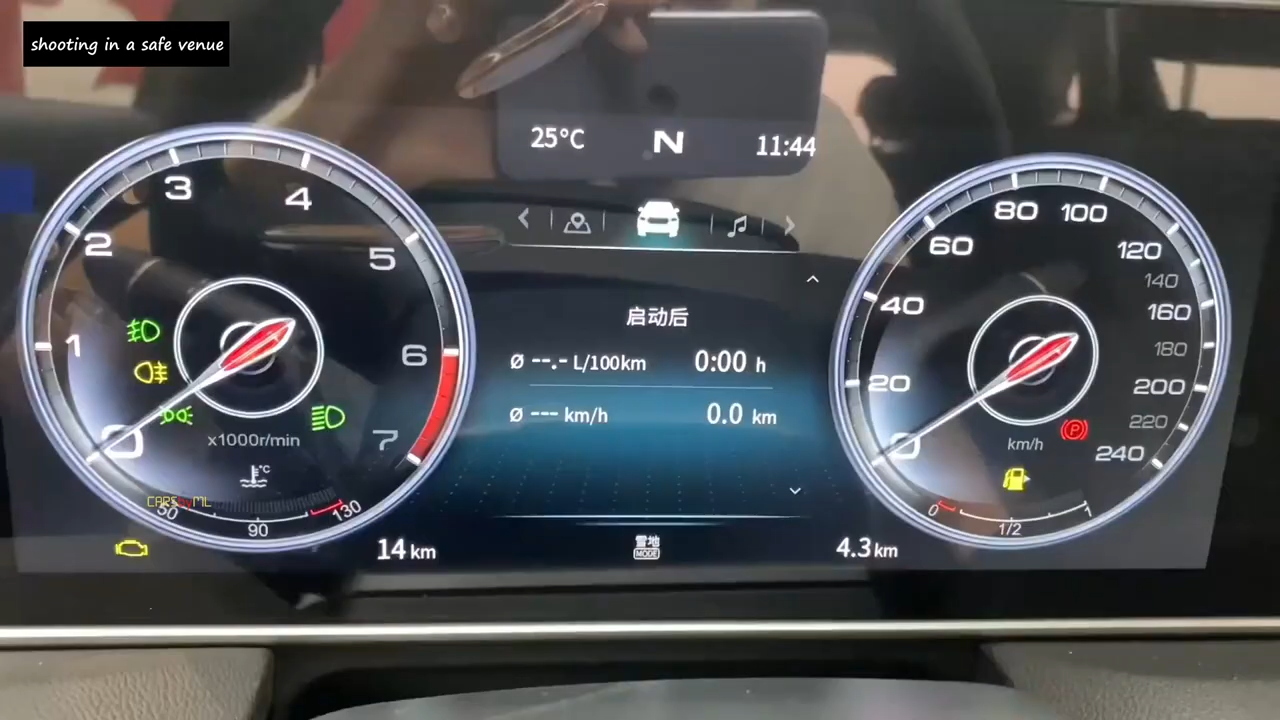 shooting in a safe venue
25°C N 11:44
3 4
2 5
1 6
0 7
x1000r/min
°C
50 90 130
CARSbyML
启动后
Ø --.- L/100km 0:00 h
Ø --- km/h 0.0 km
14 km
雪地
MODE
4.3 km
80 100
60 120
140
40 160
180
20 200
220
0 240
km/h
P
0 1/2 1